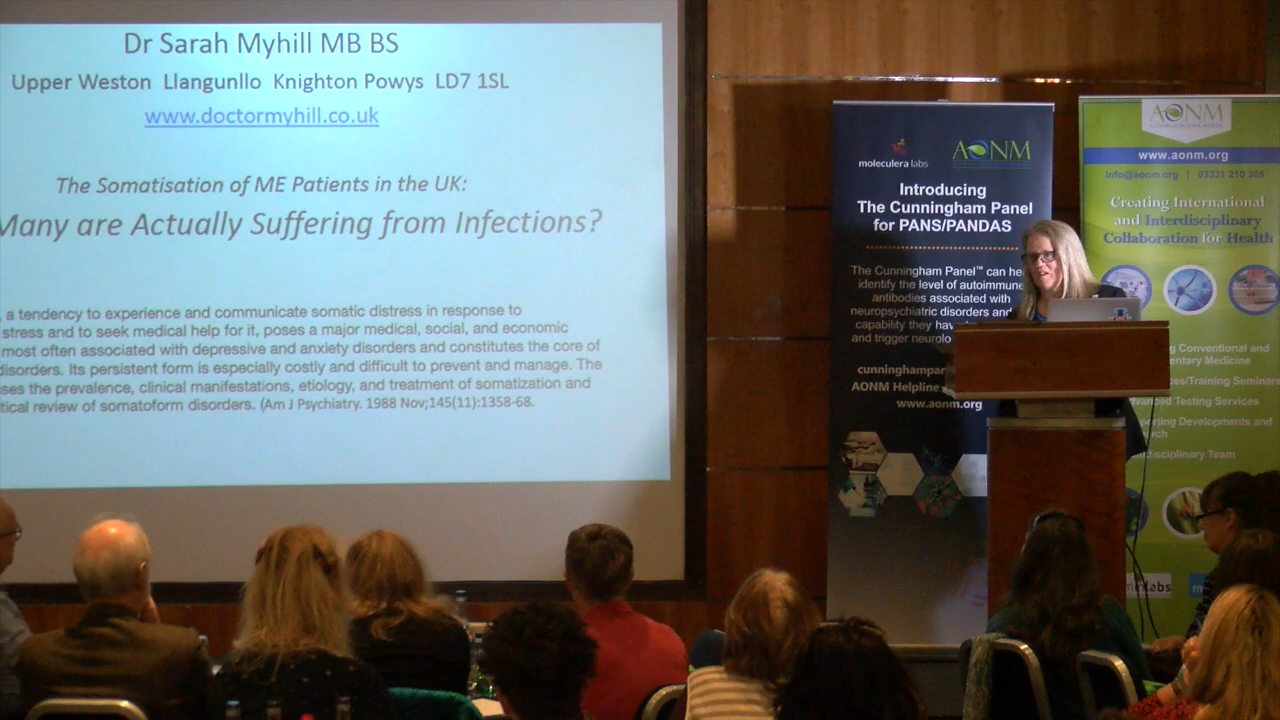 Dr Sarah Myhill MB BS
Upper Weston Llangunllo Knighton Powys LD7 1SL
www.doctormyhill.co.uk
The Somatisation of ME Patients in the UK:
Many are Actually Suffering from Infections?
, a tendency to experience and communicate somatic distress in response to
stress and to seek medical help for it, poses a major medical, social, and economic
most often associated with depressive and anxiety disorders and constitutes the core of
disorders. Its persistent form is especially costly and difficult to prevent and manage. The
ses the prevalence, clinical manifestations, etiology, and treatment of somatization and
tical review of somatoform disorders. (Am J Psychiatry. 1988 Nov;145(11):1358-68.
moleculera labs
AONM
Introducing
The Cunningham Panel
for PANS/PANDAS
The Cunningham Panel™ can he
identify the level of autoimmune
antibodies associated with
neuropsychiatric disorders and
capability they hav
and trigger neurolo
cunninghampan
AONM Helpline
www.aonm.org
AONM
www.aonm.org
info@aonm.org | 03331 210 305
Creating International
and Interdisciplinary
Collaboration for Health
ng Conventional and
entary Medicine
ces/Training Seminars
dvanced Testing Services
porting Developments and
rch
disciplinary Team
labs